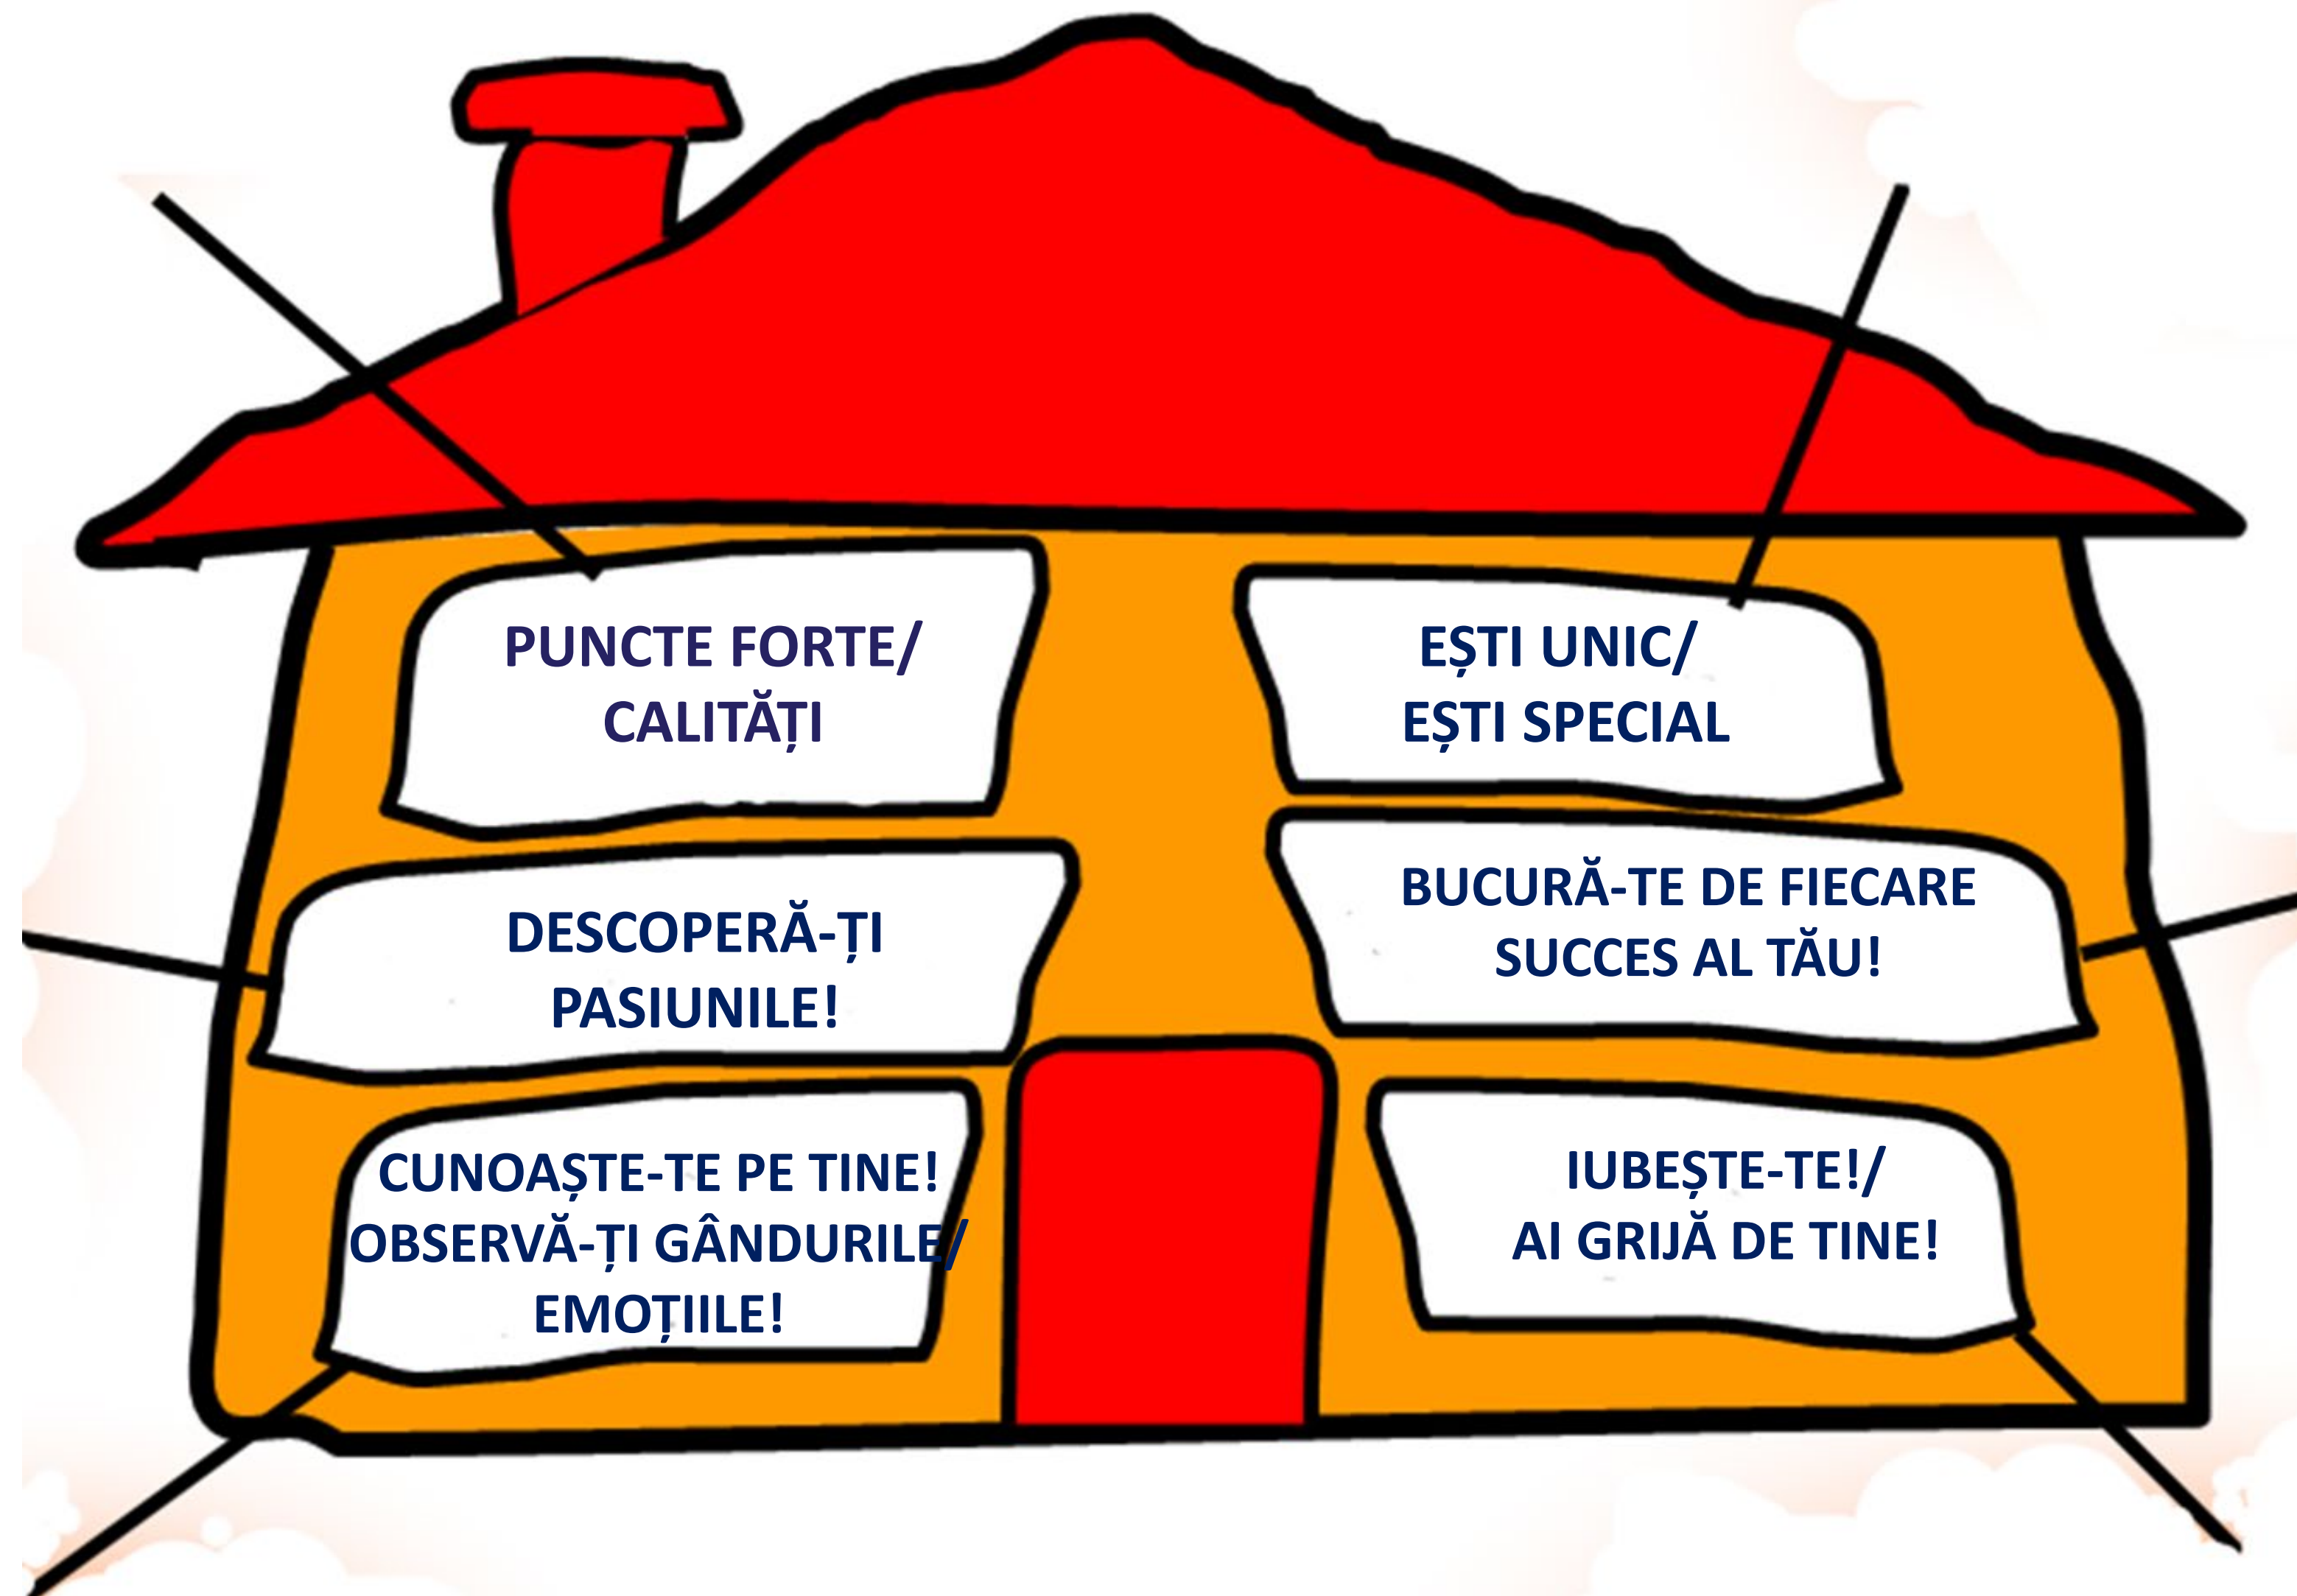 PUNCTE FORTE/
CALITĂȚI
EȘTI UNIC/
EȘTI SPECIAL
DESCOPERĂ-ȚI
PASIUNILE!
BUCURĂ-TE DE FIECARE
SUCCES AL TĂU!
CUNOAȘTE-TE PE TINE!
OBSERVĂ-ȚI GÂNDURILE/
EMOȚIILE!
IUBEȘTE-TE!/
AI GRIJĂ DE TINE!